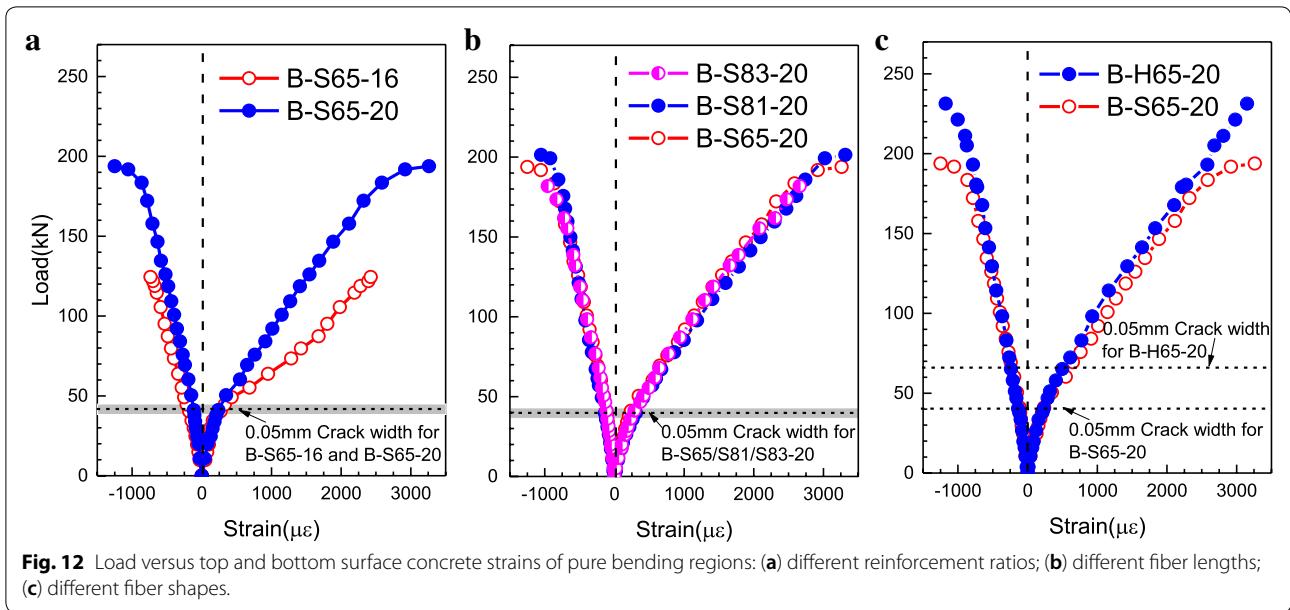 a
B-S65-16
B-S65-20
250
200
150
100
50
0
Load(kN)
-1000 0 1000 2000 3000
Strain(με)
0.05mm Crack width for
B-S65-16 and B-S65-20
b
B-S83-20
B-S81-20
B-S65-20
250
200
150
100
50
0
-1000 0 1000 2000 3000
Strain(με)
0.05mm Crack width for
B-S65/S81/S83-20
c
B-H65-20
B-S65-20
250
200
150
100
50
0
-1000 0 1000 2000 3000
Strain(με)
0.05mm Crack width
for B-H65-20
0.05mm Crack width for
B-S65-20
Fig. 12 Load versus top and bottom surface concrete strains of pure bending regions: (a) different reinforcement ratios; (b) different fiber lengths;
(c) different fiber shapes.